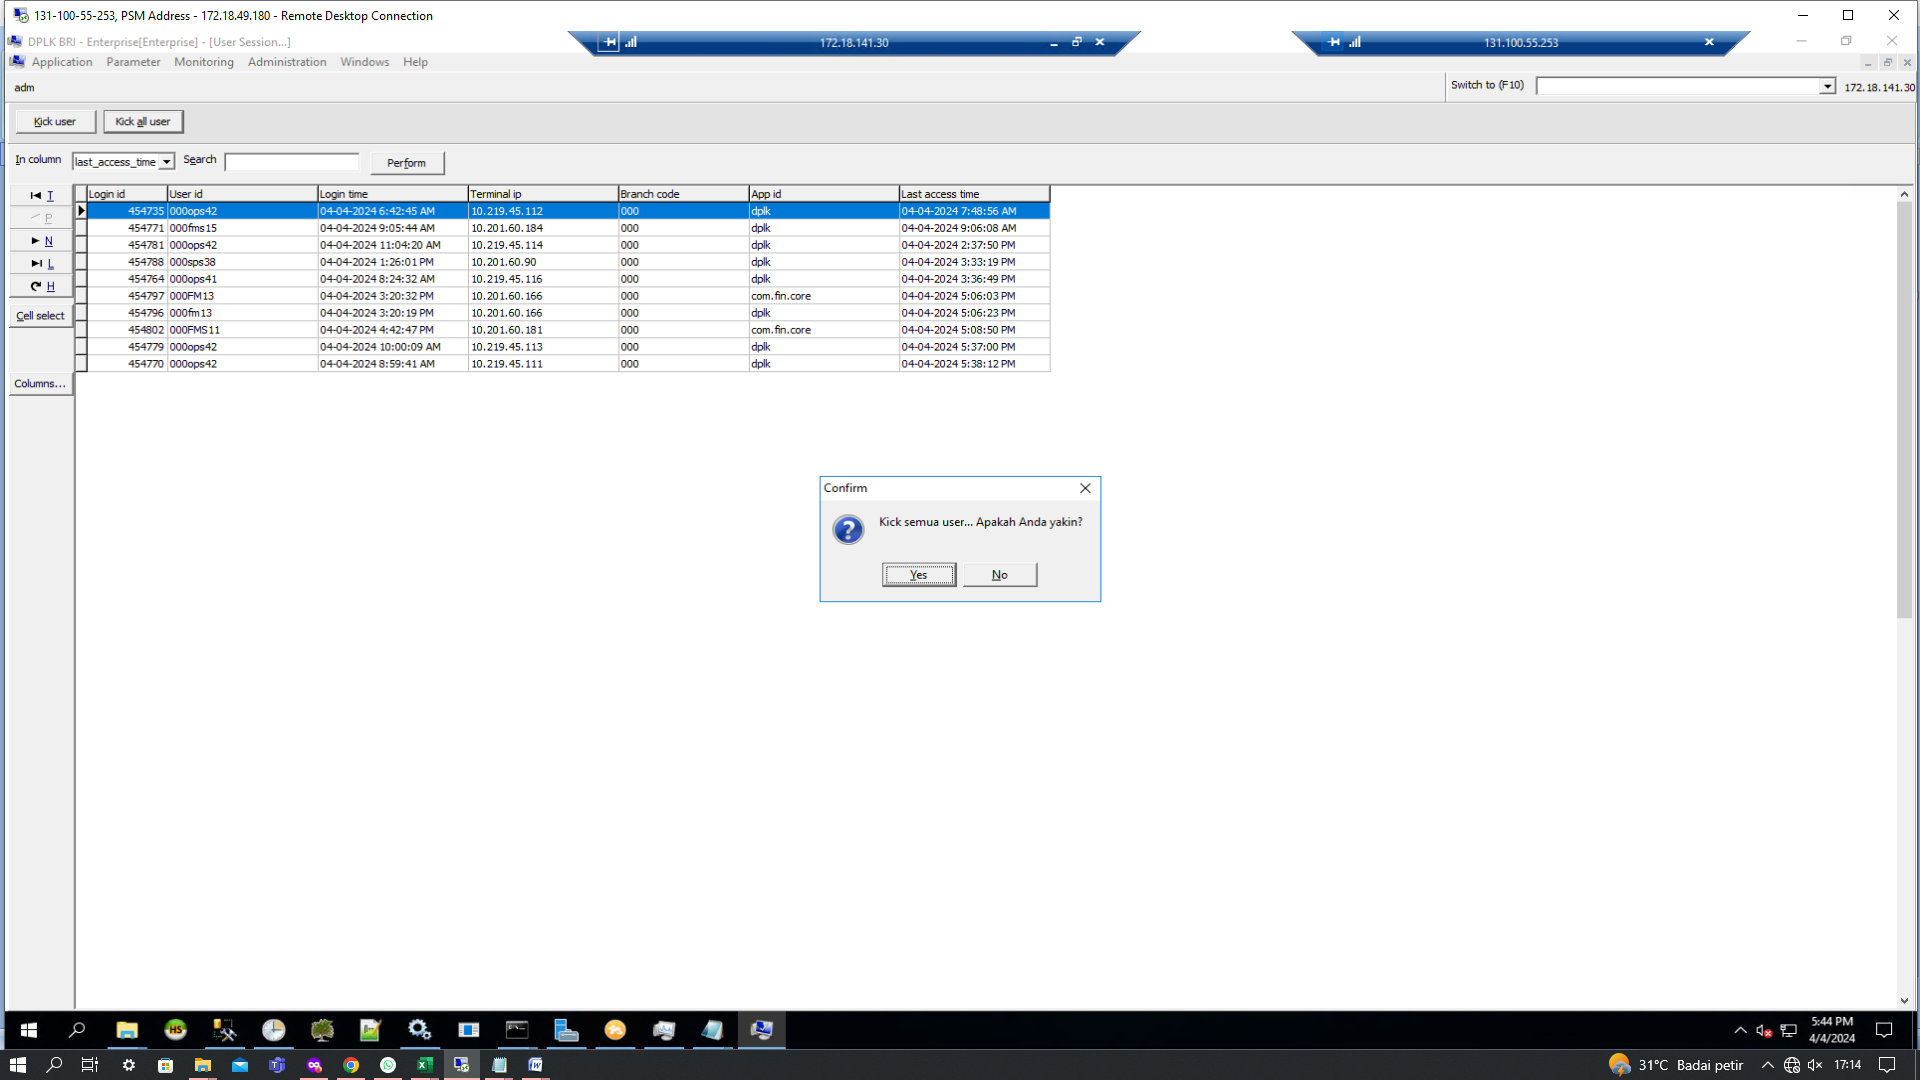 131-100-55-253, PSM Address - 172.18.49.180 - Remote Desktop Connection
DPLK BRI - Enterprise[Enterprise] - [User Session...]
172.18.141.30
131.100.55.253
Application Parameter Monitoring Administration Windows Help
adm
Switch to (F10)
172.18.141.30
Kick user
Kick all user
In column last_access_time Search Perform
T
P
N
L
H
Cell select
Columns...
Login id User id Login time Terminal ip Branch code App id Last access time
454735 000ops42 04-04-2024 6:42:45 AM 10.219.45.112 000 dplk 04-04-2024 7:48:56 AM
454771 000fms15 04-04-2024 9:05:44 AM 10.201.60.184 000 dplk 04-04-2024 9:06:08 AM
454781 000ops42 04-04-2024 11:04:20 AM 10.219.45.114 000 dplk 04-04-2024 2:37:50 PM
454788 000sps38 04-04-2024 1:26:01 PM 10.201.60.90 000 dplk 04-04-2024 3:33:19 PM
454764 000ops41 04-04-2024 8:24:32 AM 10.219.45.116 000 dplk 04-04-2024 3:36:49 PM
454797 000FM13 04-04-2024 3:20:32 PM 10.201.60.166 000 com.fin.core 04-04-2024 5:06:03 PM
454796 000fm13 04-04-2024 3:20:19 PM 10.201.60.166 000 dplk 04-04-2024 5:06:23 PM
454802 000FMS11 04-04-2024 4:42:47 PM 10.201.60.181 000 com.fin.core 04-04-2024 5:08:50 PM
454779 000ops42 04-04-2024 10:00:09 AM 10.219.45.113 000 dplk 04-04-2024 5:37:00 PM
454770 000ops42 04-04-2024 8:59:41 AM 10.219.45.111 000 dplk 04-04-2024 5:38:12 PM
Confirm
Kick semua user... Apakah Anda yakin?
Yes
No
HS
5:44 PM
4/4/2024
31°C Badai petir
17:14